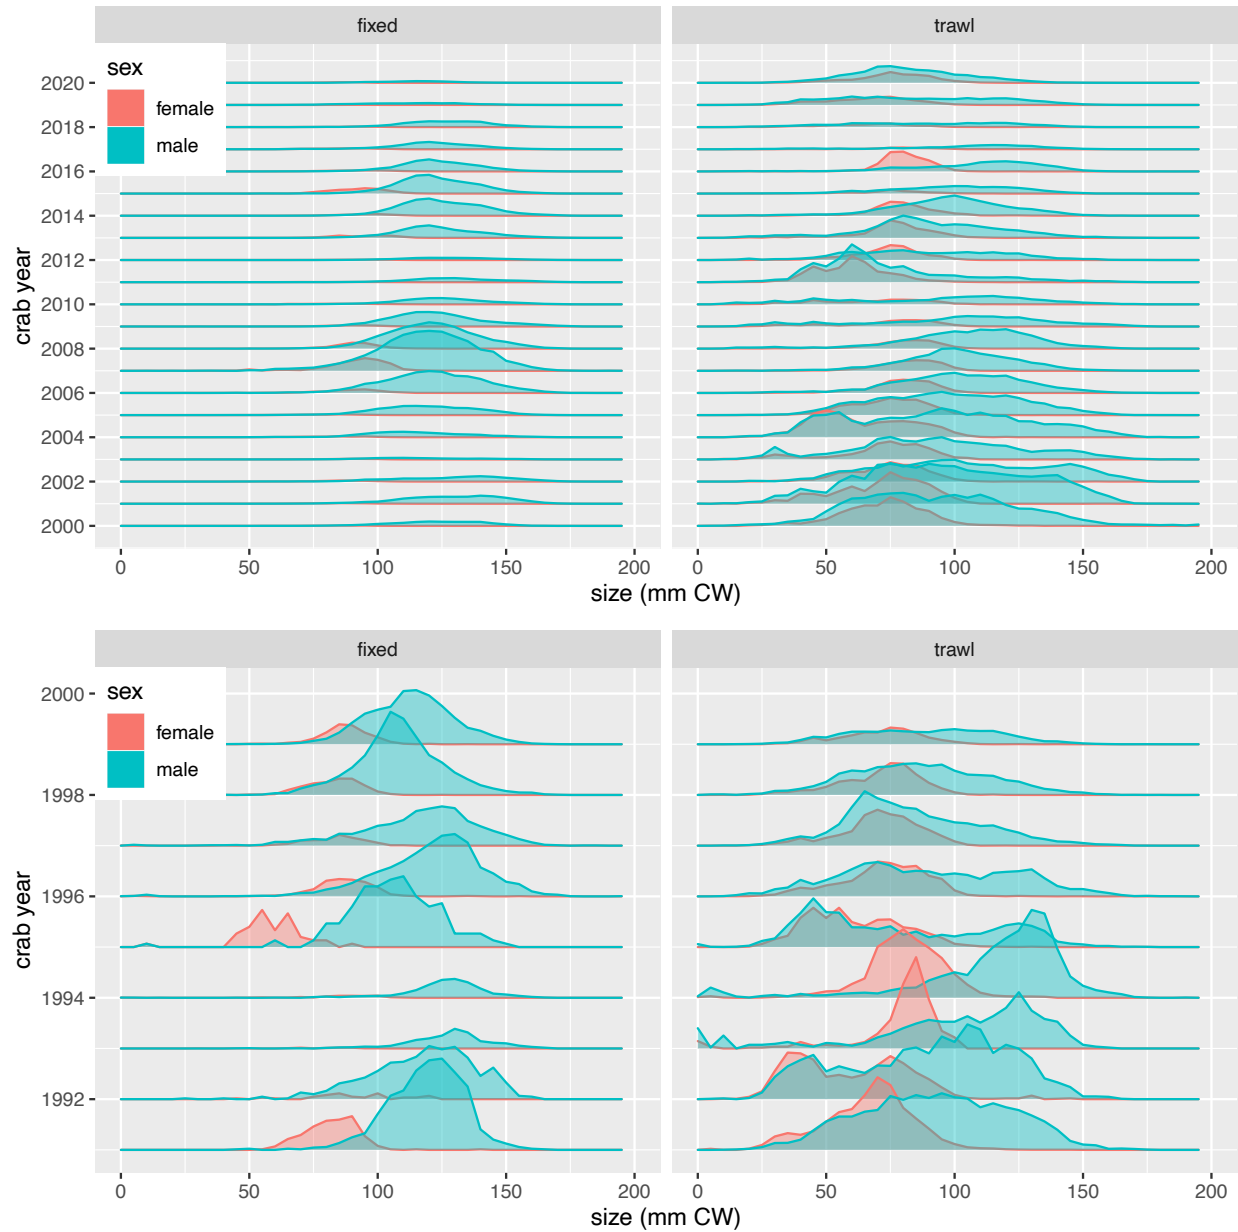 fixed
trawl
sex
female
male
2020
2018
2016
2014
2012
2010
2008
2006
2004
2002
2000
crab year
0 50 100 150 200
0 50 100 150 200
size (mm CW)
fixed
trawl
sex
female
male
2000
1998
1996
1994
1992
crab year
0 50 100 150 200
0 50 100 150 200
size (mm CW)